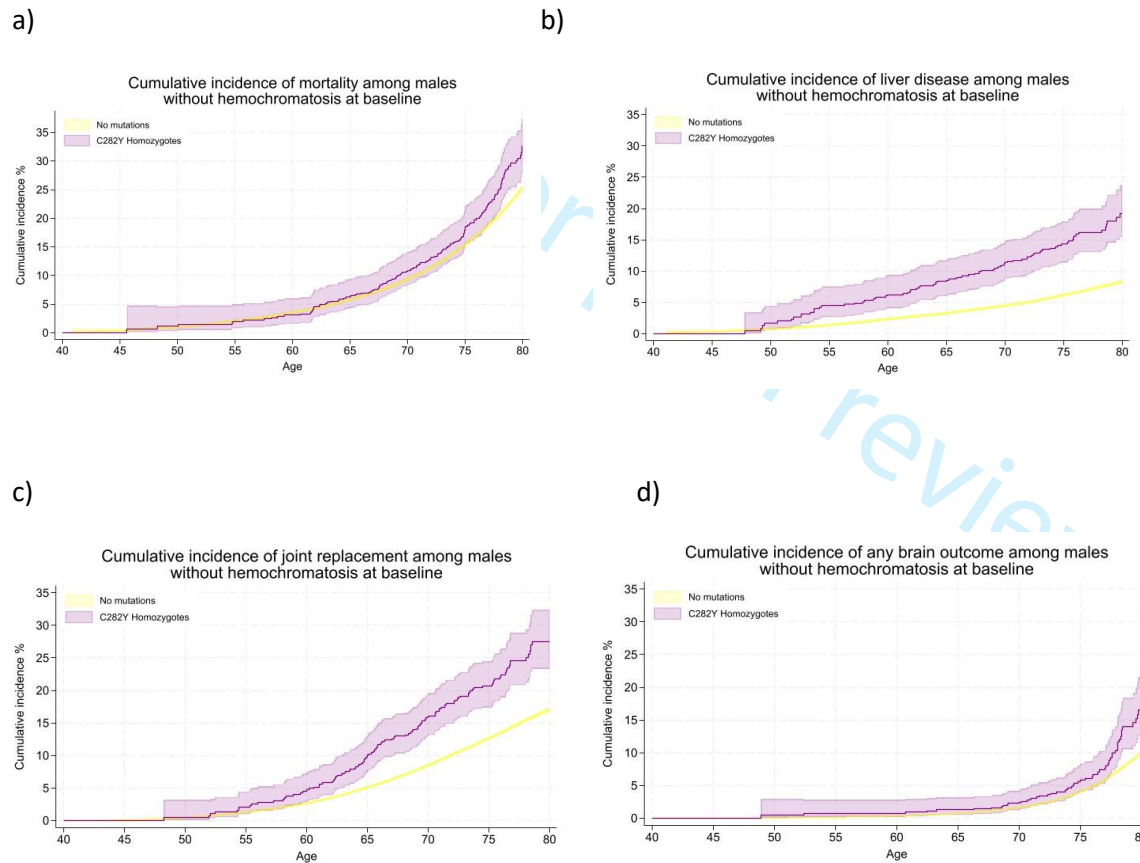 a)
Cumulative incidence of mortality among males
without hemochromatosis at baseline
No mutations
C282Y Homozygotes
Cumulative incidence %
35
30
25
20
15
10
5
0
40 45 50 55 60 65 70 75 80
Age
b)
Cumulative incidence of liver disease among males
without hemochromatosis at baseline
No mutations
C282Y Homozygotes
Cumulative incidence %
35
30
25
20
15
10
5
0
40 45 50 55 60 65 70 75 80
Age
c)
Cumulative incidence of joint replacement among males
without hemochromatosis at baseline
No mutations
C282Y Homozygotes
Cumulative incidence %
35
30
25
20
15
10
5
0
40 45 50 55 60 65 70 75 80
Age
d)
Cumulative incidence of any brain outcome among males
without hemochromatosis at baseline
No mutations
C282Y Homozygotes
Cumulative incidence %
35
30
25
20
15
10
5
0
40 45 50 55 60 65 70 75 80
Age
review